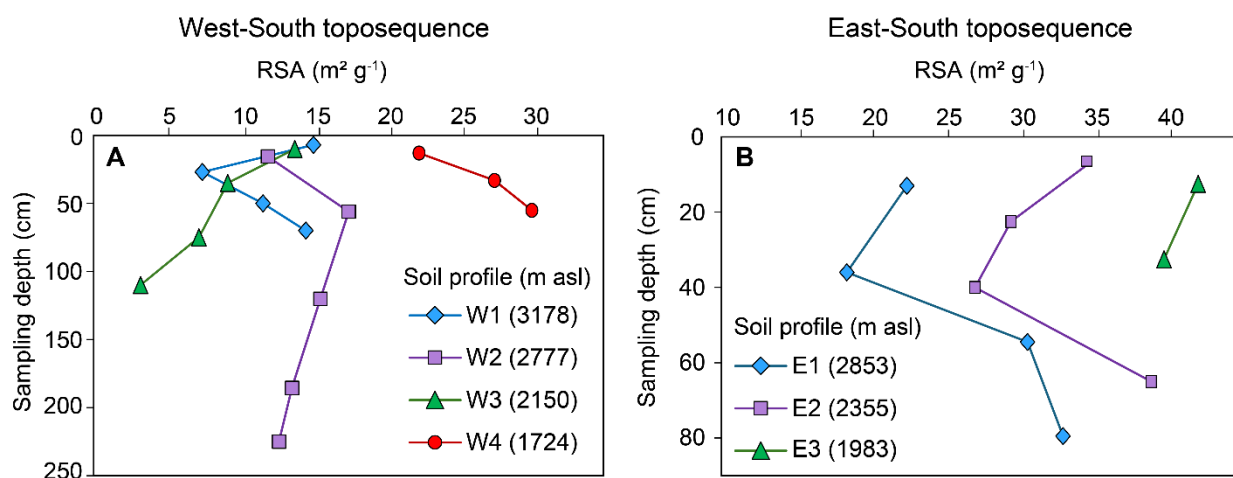 West-South toposequence
RSA (m² g⁻¹)
0 5 10 15 20 25 30
0
50
100
150
200
250
Sampling depth (cm)
A
Soil profile (m asl)
W1 (3178)
W2 (2777)
W3 (2150)
W4 (1724)
East-South toposequence
RSA (m² g⁻¹)
10 15 20 25 30 35 40
0
20
40
60
80
Sampling depth (cm)
B
Soil profile (m asl)
E1 (2853)
E2 (2355)
E3 (1983)